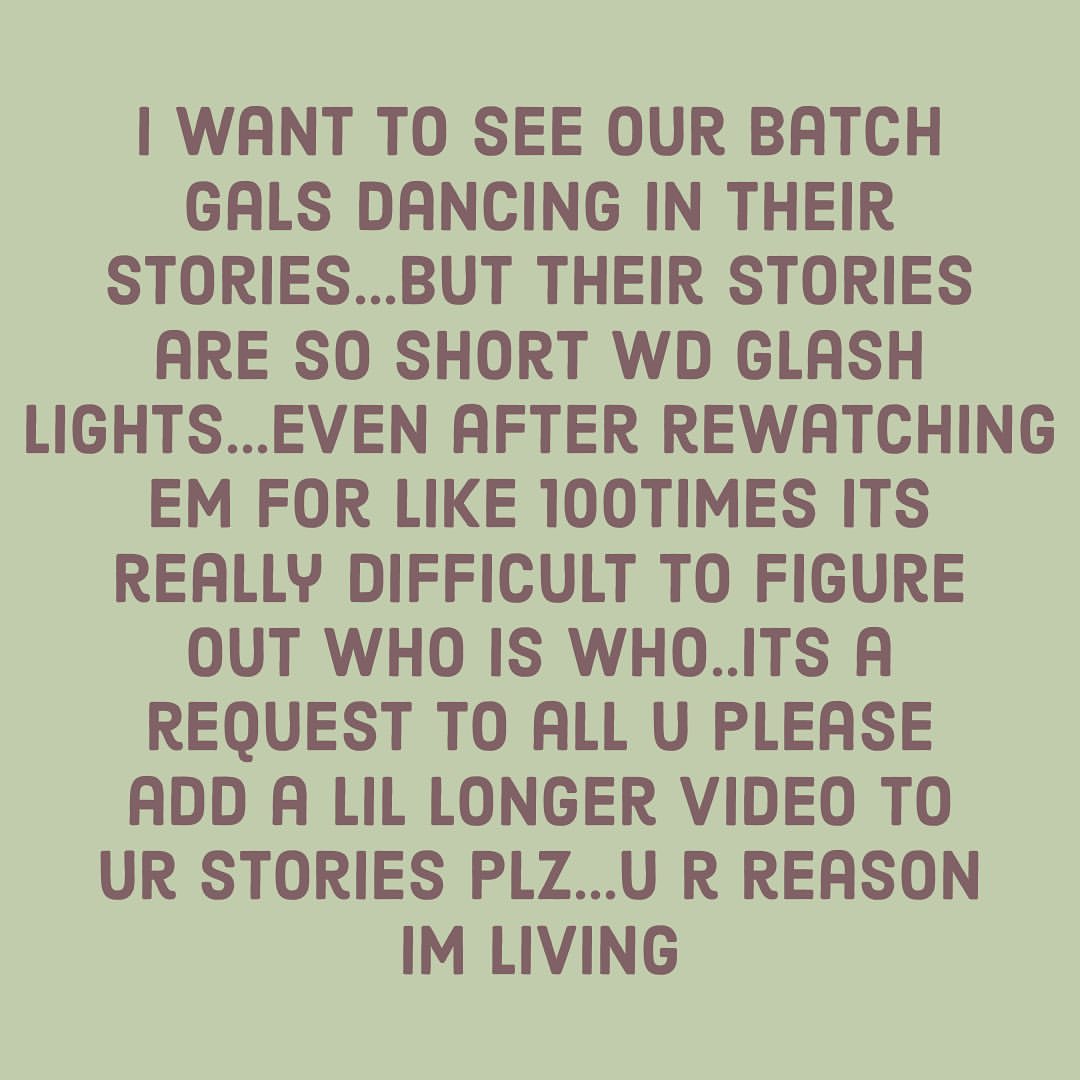 I WANT TO SEE OUR BATCH
GALS DANCING IN THEIR
STORIES...BUT THEIR STORIES
ARE SO SHORT WD GLASH
LIGHTS...EVEN AFTER REWATCHING
EM FOR LIKE 100TIMES ITS
REALLY DIFFICULT TO FIGURE
OUT WHO IS WHO..ITS A
REQUEST TO ALL U PLEASE
ADD A LIL LONGER VIDEO TO
UR STORIES PLZ...U R REASON
IM LIVING